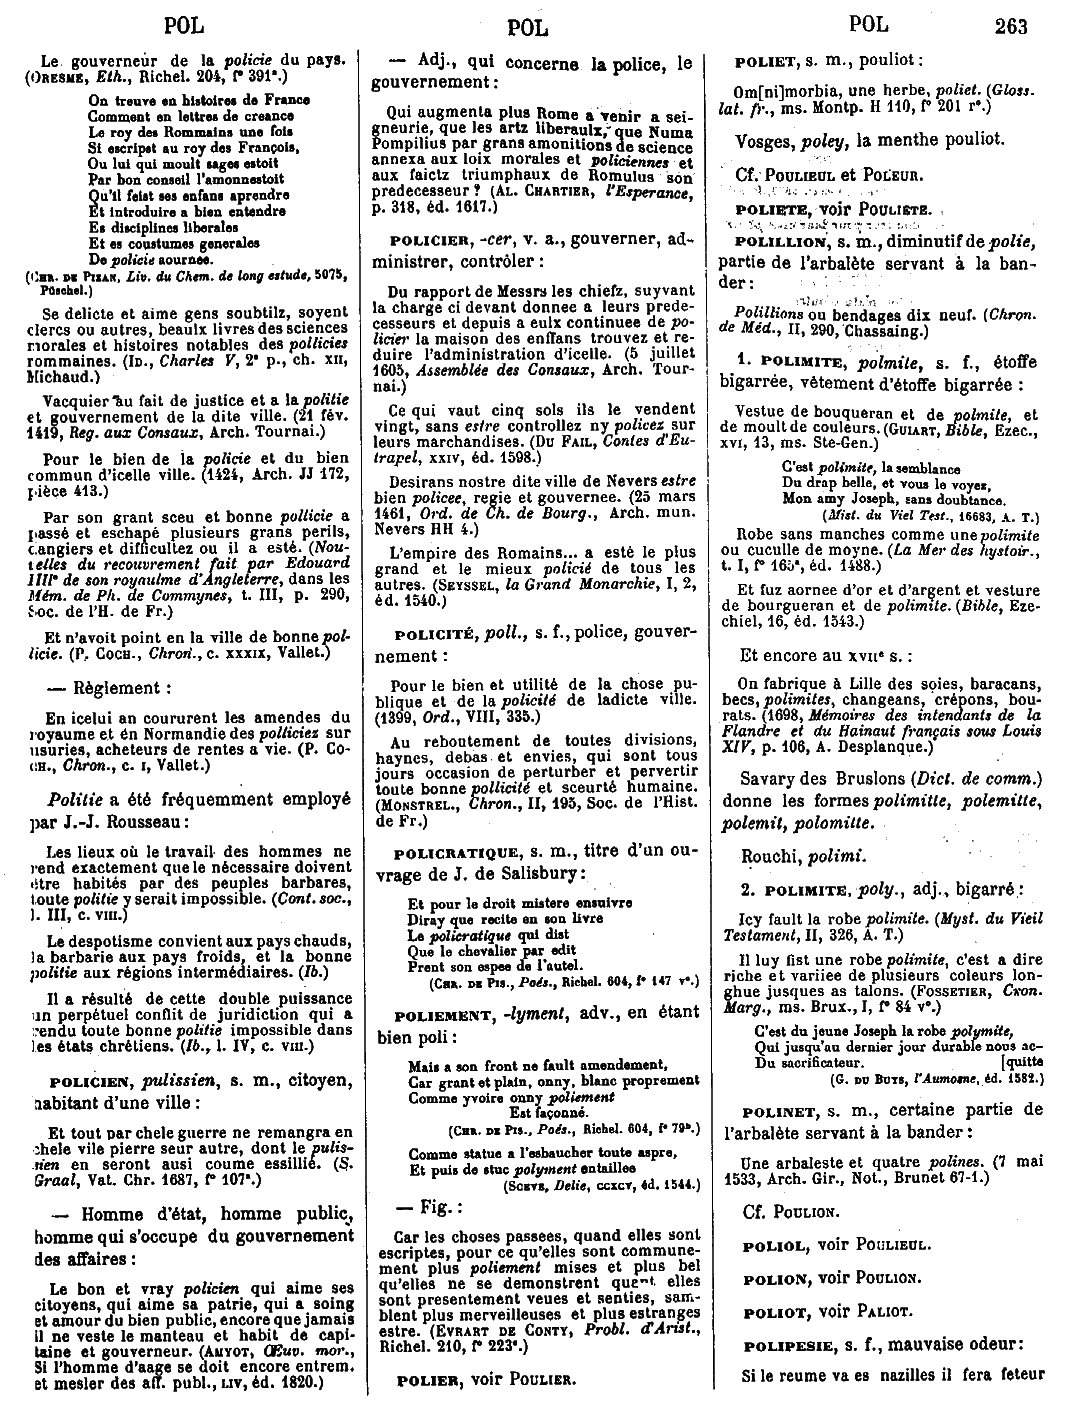 POL
POL
POL 263
Le gouverneur de la policie du pays.
(ORESME, Eth., Richel. 204, f° 391ª.)
On treuve en histoires de France
Comment en lettres de creance
Le roy des Rommains une fois
Si escripst au roy des François,
Ou lui qui moult sages estoit
Par bon conseil l'amonnestoit
Qu'il feist ses enfans aprendre
Et introduire a bien entendre
Es disciplines liberales
Et es coustumes generales
De policie aournee.
(CHR. DE PIZAN, Liv. du Chem. de long estude, 5075,
Püschel.)
Se delicte et aime gens soubtilz, soyent
clercs ou autres, beaulx livres des sciences
morales et histoires notables des pollicies
rommaines. (ID., Charles V, 2° p., ch. XII,
Michaud.)
Vacquier au fait de justice et a la politie
et gouvernement de la dite ville. (21 fév.
1419, Reg. aux Consaux, Arch. Tournai.)
Pour le bien de la policie et du bien
commun d'icelle ville. (1424, Arch. JJ 172,
pièce 413.)
Par son grant sceu et bonne pollicie a
passé et eschapé plusieurs grans perils,
dangiers et difficultez ou il a esté. (Nou-
velles du recouvrement fait par Edouard
IIII° de son royaulme d'Angleterre, dans les
Mém. de Ph. de Commynes, t. III, p. 290,
Soc. de l'H. de Fr.)
Et n'avoit point en la ville de bonne pol-
licie. (P. COCH., Chron., c. XXXIX, Vallet.)
— Règlement :
En icelui an coururent les amendes du
royaume et en Normandie des polliciez sur
usuries, acheteurs de rentes a vie. (P. Co-
CH., Chron., c. I, Vallet.)
Politie a été fréquemment employé
par J.-J. Rousseau :
Les lieux où le travail des hommes ne
rend exactement que le nécessaire doivent
être habités par des peuples barbares,
toute politie y serait impossible. (Cont. soc.,
l. III, c. VIII.)
Le despotisme convient aux pays chauds,
la barbarie aux pays froids, et la bonne
politie aux régions intermédiaires. (Ib.)
Il a résulté de cette double puissance
un perpétuel conflit de juridiction qui a
rendu toute bonne politie impossible dans
les états chrétiens. (Ib., l. IV, c. VIII.)
POLICIEN, pulissien, s. m., citoyen,
habitant d'une ville :
Et tout par chele guerre ne remangra en
chele vile pierre seur autre, dont le pulis-
sien en seront ausi coume essillié. (S.
Graal, Vat. Chr. 1687, f° 107ª.)
— Homme d'état, homme public,
homme qui s'occupe du gouvernement
des affaires :
Le bon et vray policien qui aime ses
citoyens, qui aime sa patrie, qui a soing
et amour du bien public, encore que jamais
il ne veste le manteau et habit de capi-
taine et gouverneur. (AMYOT, Œuv. mor.,
Si l'homme d'aage se doit encore entrem.
et mesler des aff. publ., LIV, éd. 1820.)
— Adj., qui concerne la police, le
gouvernement :
Qui augmenta plus Rome a venir a sei-
gneurie, que les artz liberaulx, que Numa
Pompilius par grans amonitions de science
annexa aux loix morales et policiennes et
aux faictz triumphaux de Romulus son
predecesseur ? (AL. CHARTIER, l'Esperance,
p. 318, éd. 1617.)
POLICIER, -cer, v. a., gouverner, ad-
ministrer, contrôler :
Du rapport de Messrs les chiefz, suyvant
la charge ci devant donnee a leurs prede-
cesseurs et depuis a eulx continuee de po-
licier la maison des enffans trouvez et re-
duire l'administration d'icelle. (5 juillet
1605, Assemblée des Consaux, Arch. Tour-
nai.)
Ce qui vaut cinq sols ils le vendent
vingt, sans estre controllez ny policez sur
leurs marchandises. (DU FAIL, Contes d'Eu-
trapel, XXIV, éd. 1598.)
Desirans nostre dite ville de Nevers estre
bien policee, regie et gouvernee. (25 mars
1461, Ord. de Ch. de Bourg., Arch. mun.
Nevers HH 4.)
L'empire des Romains... a esté le plus
grand et le mieux policié de tous les
autres. (SEYSSEL, la Grand Monarchie, I, 2,
éd. 1540.)
POLICITÉ, poll., s. f., police, gouver-
nement :
Pour le bien et utilité de la chose pu-
blique et de la policité de ladicte ville.
(1399, Ord., VIII, 335.)
Au reboutement de toutes divisions,
haynes, debas et envies, qui sont tous
jours occasion de perturber et pervertir
toute bonne pollicité et sceurté humaine.
(MONSTREL., Chron., II, 195, Soc. de l'Hist.
de Fr.)
POLICRATIQUE, s. m., titre d'un ou-
vrage de J. de Salisbury :
Et pour le droit mistere ensuivre
Diray que recite en son livre
Le policratique qui dist
Que le chevalier par edit
Prent son espee de l'autel.
(CHR. DE PIS., Poés., Richel. 604, f° 147 v°.)
POLIEMENT, -lyment, adv., en étant
bien poli :
Mais a son front ne fault amendement,
Car grant et plain, onny, blanc proprement
Comme yvoire onny poliement
Est façonné.
(CHR. DE PIS., Poés., Richel. 604, f° 79ᵇ.)
Comme statue a l'esbaucher toute aspre,
Et puis de stuc polyment entaillee
(SCEVE, Delie, CCXCV, éd. 1544.)
— Fig. :
Car les choses passees, quand elles sont
escriptes, pour ce qu'elles sont commune-
ment plus poliement mises et plus bel
qu'elles ne se demonstrent quent elles
sont presentement veues et senties, sam-
blent plus merveilleuses et plus estranges
estre. (EVRART DE CONTY, Probl. d'Arist.,
Richel. 210, f° 223ª.)
POLIER, voir POULIER.
POLIET, s. m., pouliot :
Om[ni]morbia, une herbe, poliet. (Gloss.
lat. fr., ms. Montp. H 110, f° 201 r°.)
Vosges, poley, la menthe pouliot.
Cf. POULIEUL et POLEUR.
POLIETE, voir POULIETE.
POLILLION, s. m., diminutif de polie,
partie de l'arbalète servant à la ban-
der :
Polillions ou bendages dix neuf. (Chron.
de Méd., II, 290, Chassaing.)
1. POLIMITE, polmite, s. f., étoffe
bigarrée, vêtement d'étoffe bigarrée :
Vestue de bouqueran et de polmite, et
de moult de couleurs. (GUIART, Bible, Ezec.,
XVI, 13, ms. Ste-Gen.)
C'est polimite, la semblance
Du drap belle, et vous le voyez,
Mon amy Joseph, sans doubtance.
(Mist. du Viel Test., 16683, A. T.)
Robe sans manches comme une polimite
ou cuculle de moyne. (La Mer des hystoir.,
t. I, f° 165ª, éd. 1488.)
Et fuz aornee d'or et d'argent et vesture
de bourgueran et de polimite. (Bible, Eze-
chiel, 16, éd. 1543.)
Et encore au XVIIᵉ s. :
On fabrique à Lille des soies, baracans,
becs, polimites, changeans, crépons, bou-
rats. (1698, Mémoires des intendants de la
Flandre et du Hainaut français sous Louis
XIV, p. 106, A. Desplanque.)
Savary des Bruslons (Dict. de comm.)
donne les formes polimitte, polemitte,
polemit, polomitte.
Rouchi, polimi.
2. POLIMITE, poly., adj., bigarré :
Icy fault la robe polimite. (Myst. du Vieil
Testament, II, 326, A. T.)
Il luy fist une robe polimite, c'est a dire
riche et variiee de plusieurs coleurs lon-
ghue jusques as talons. (FOSSETIER, Cron.
Marg., ms. Brux., I, f° 84 v°.)
C'est du jeune Joseph la robe polymite,
Qui jusqu'au dernier jour durable nous ac-
Du sacrificateur. [quitte
(G. DU BUYS, l'Aumosne, éd. 1582.)
POLINET, s. m., certaine partie de
l'arbalète servant à la bander :
Une arbaleste et quatre polines. (7 mai
1533, Arch. Gir., Not., Brunet 67-1.)
Cf. POULION.
POLIOL, voir POULIEUL.
POLION, voir POULION.
POLIOT, voir PALIOT.
POLIPESIE, s. f., mauvaise odeur :
Si le reume va es nazilles il fera feteur